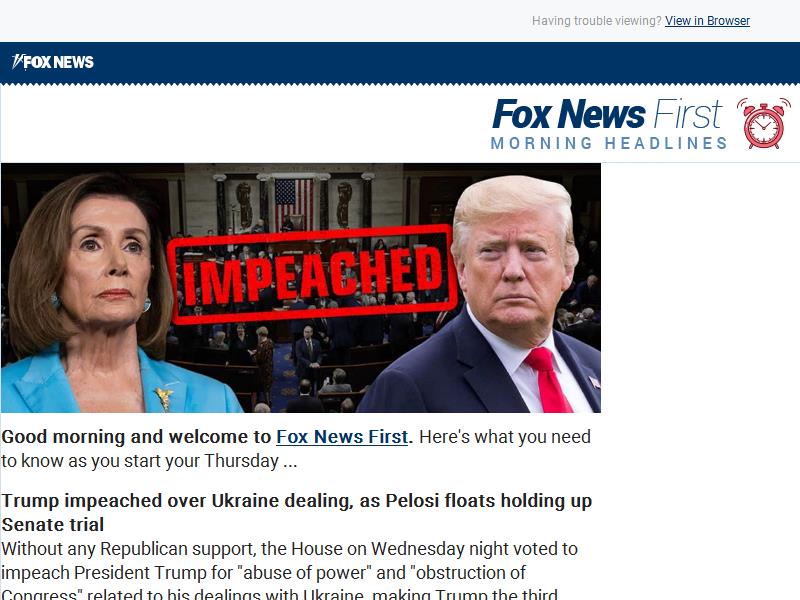 Having trouble viewing? View in Browser
FOX NEWS
Fox News First
MORNING HEADLINES
IMPEACHED
Good morning and welcome to Fox News First. Here's what you need
to know as you start your Thursday ...
Trump impeached over Ukraine dealing, as Pelosi floats holding up
Senate trial
Without any Republican support, the House on Wednesday night voted to
impeach President Trump for "abuse of power" and "obstruction of
Congress" related to his dealings with Ukraine, making Trump the third